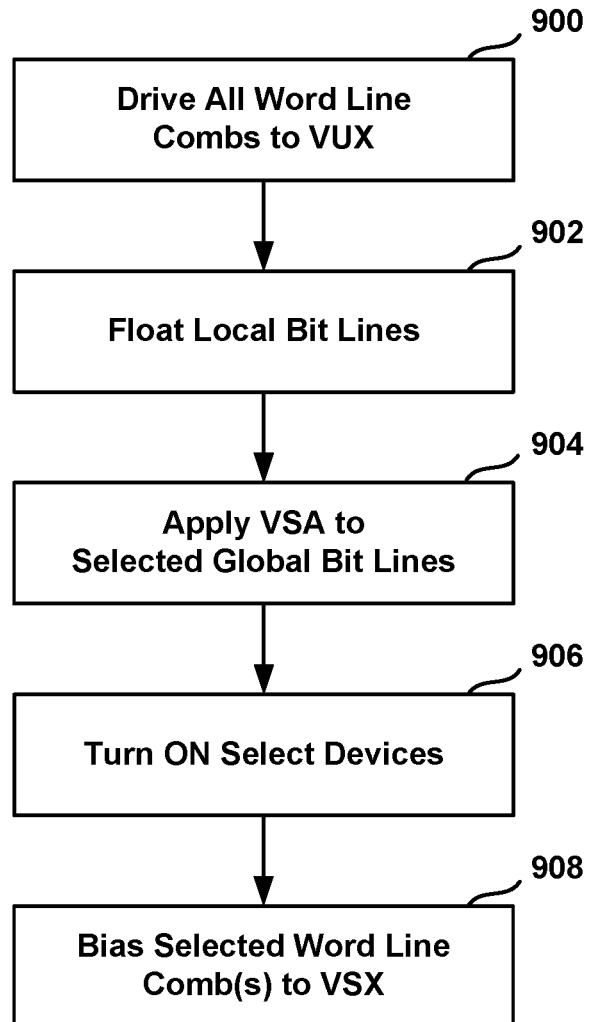 900
Drive All Word Line
Combs to VUX
902
Float Local Bit Lines
904
Apply VSA to
Selected Global Bit Lines
906
Turn ON Select Devices
908
Bias Selected Word Line
Comb(s) to VSX